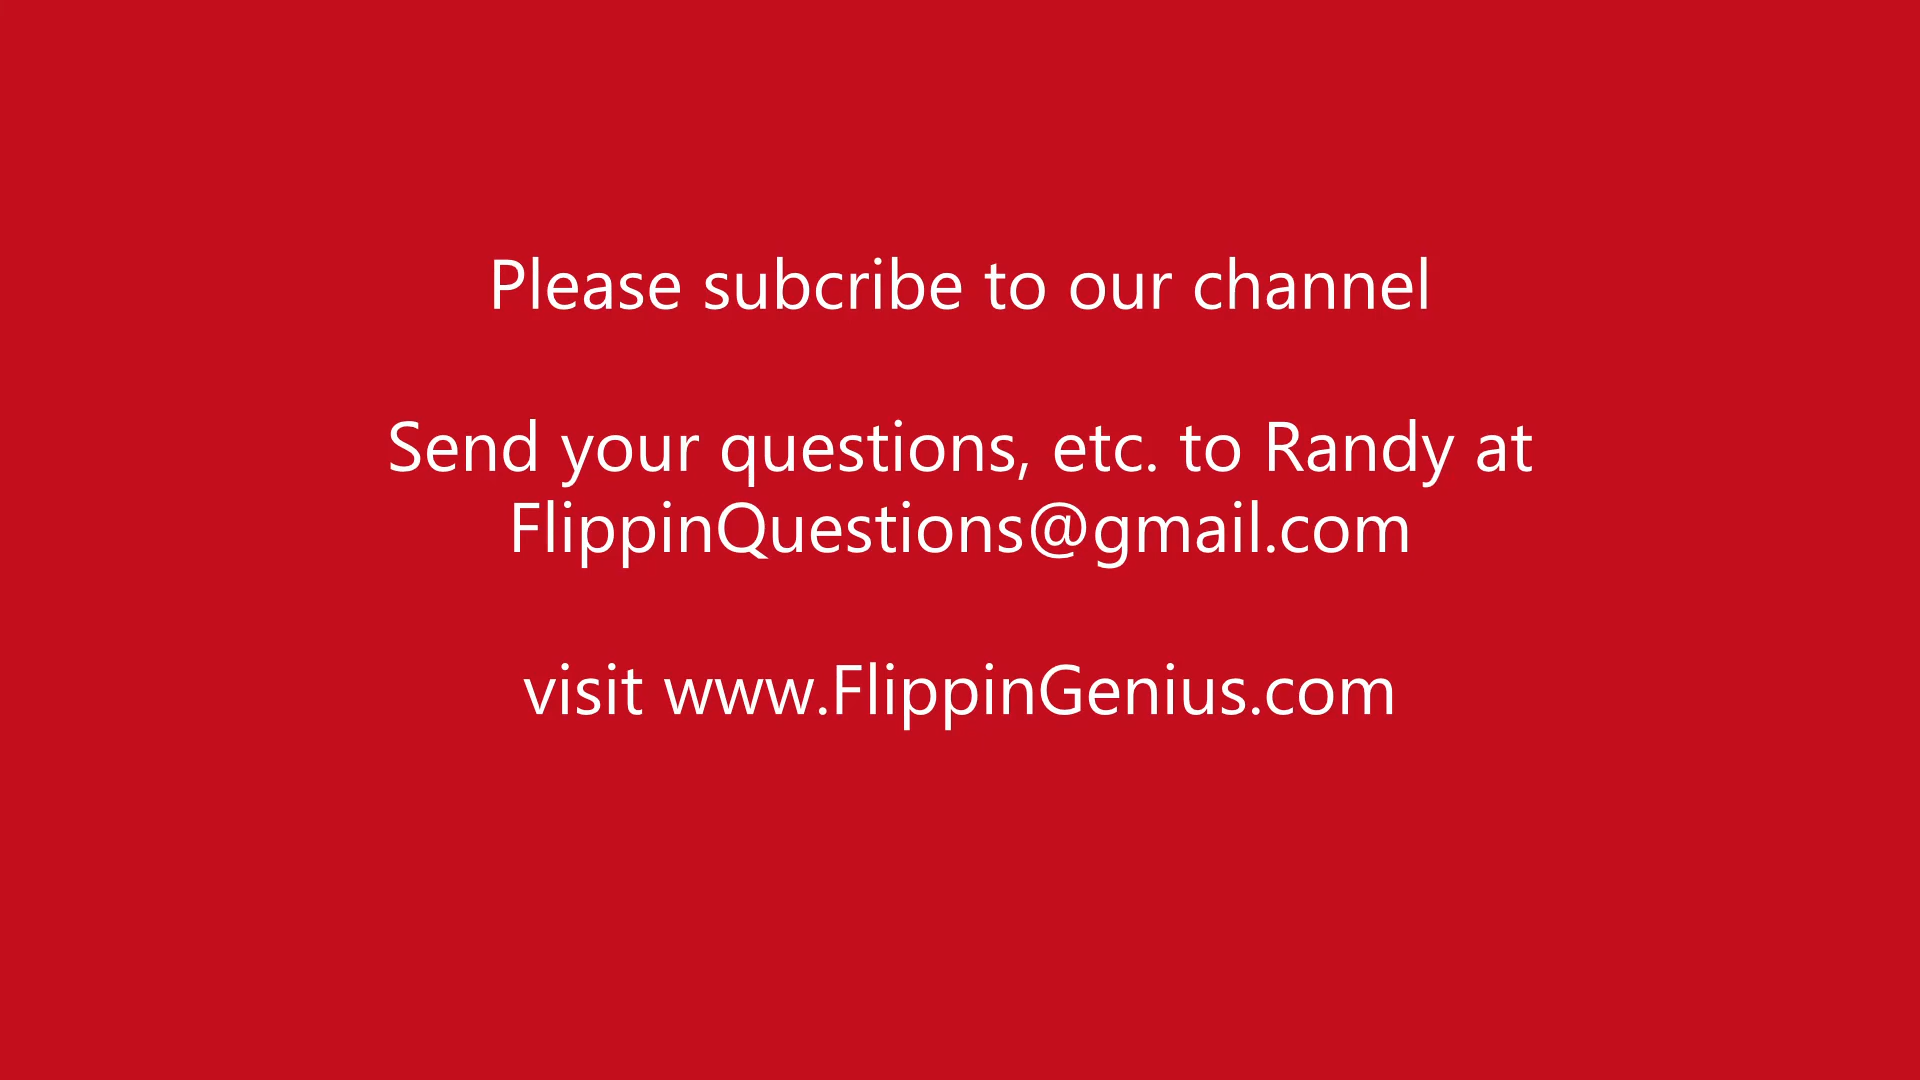 Please subcribe to our channel
Send your questions, etc. to Randy at
FlippinQuestions@gmail.com
visit www.FlippinGenius.com